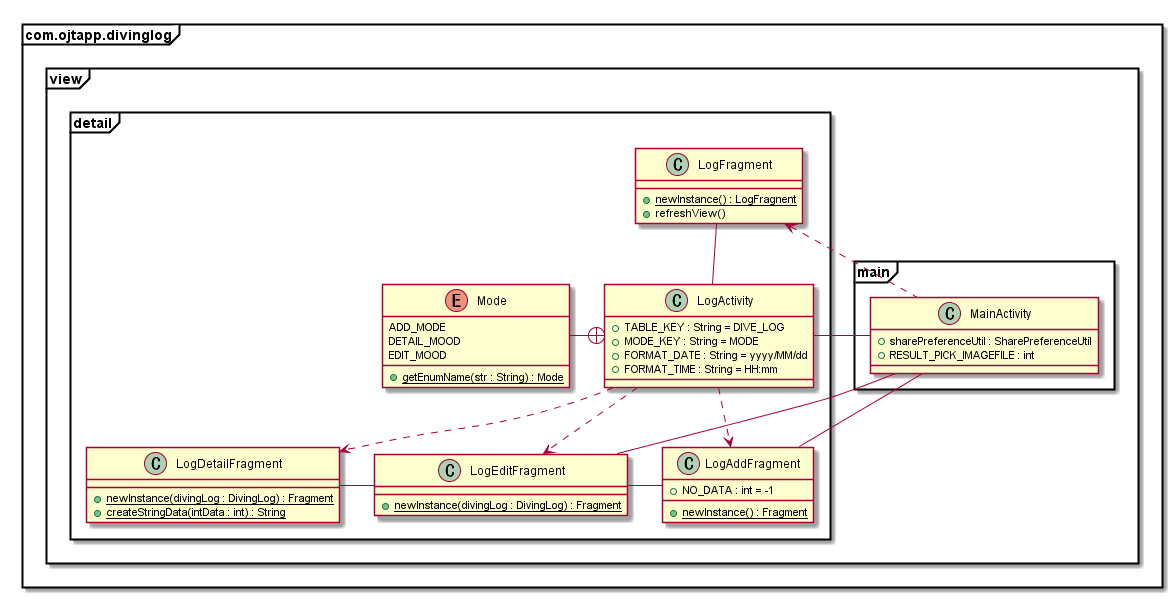 com.ojtapp.divinglog
view
detail
C LogFragment
newInstance() : LogFragnent
refreshView()
main
E Mode
ADD_MODE
DETAIL_MOOD
EDIT_MOOD
getEnumName(str : String) : Mode
C LogActivity
TABLE_KEY : String = DIVE_LOG
MODE_KEY : String = MODE
FORMAT_DATE : String = yyyy/MM/dd
FORMAT_TIME : String = HH:mm
C MainActivity
sharePreferenceUtil : SharePreferenceUtil
RESULT_PICK_IMAGEFILE : int
C LogDetailFragment
newInstance(divingLog : DivingLog) : Fragment
createStringData(intData : int) : String
C LogEditFragment
newInstance(divingLog : DivingLog) : Fragment
C LogAddFragment
NO_DATA : int = -1
newInstance() : Fragment